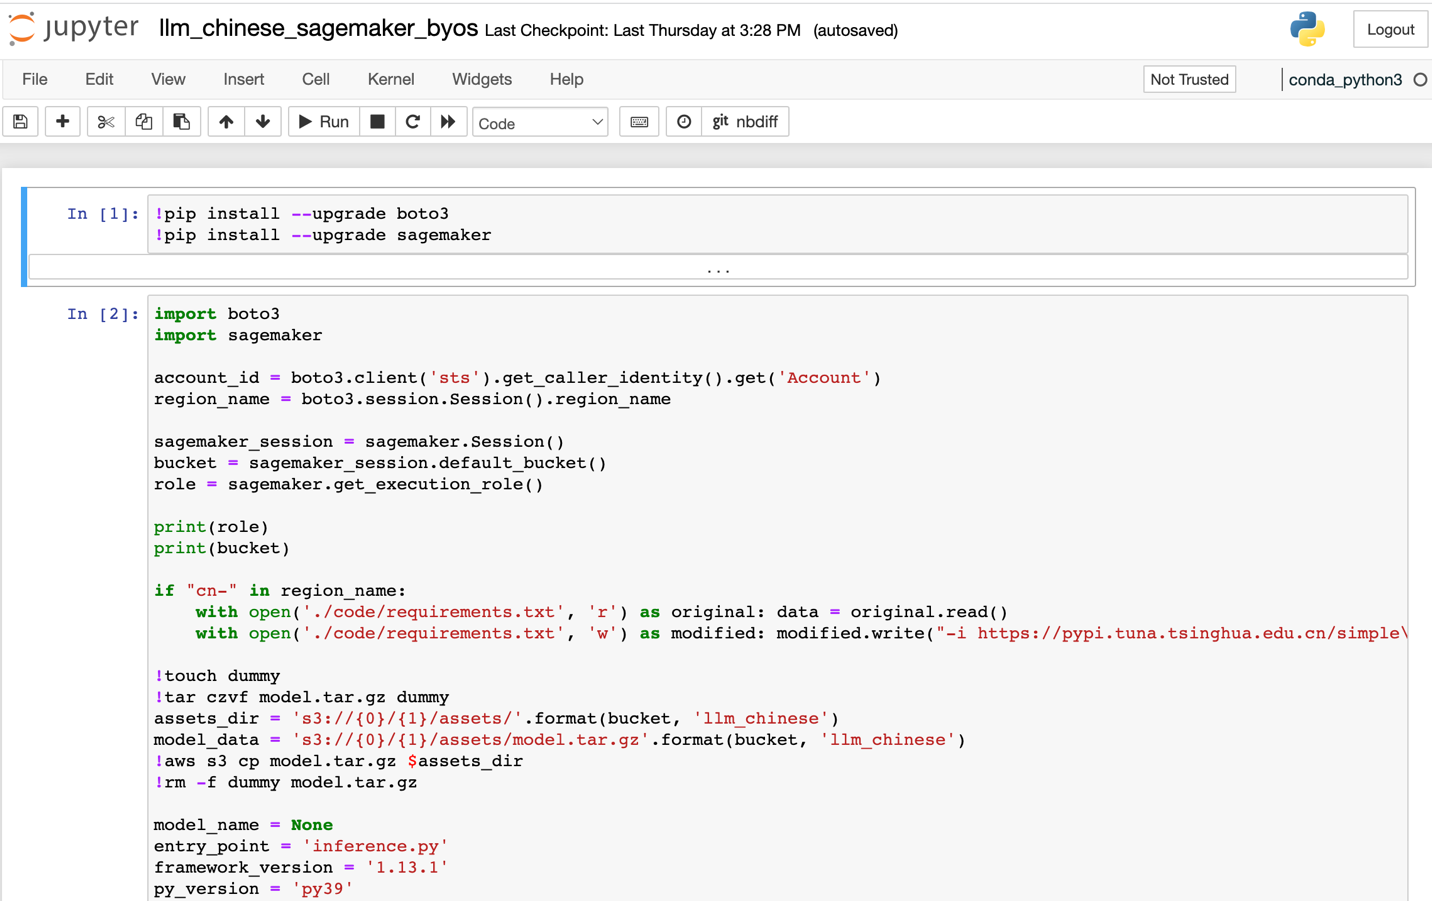 jupyter llm_chinese_sagemaker_byos Last Checkpoint: Last Thursday at 3:28 PM (autosaved) Logout
File Edit View Insert Cell Kernel Widgets Help Not Trusted conda_python3
Run Code git nbdiff
In [1]: !pip install --upgrade boto3
!pip install --upgrade sagemaker
...
In [2]: import boto3
import sagemaker
account_id = boto3.client('sts').get_caller_identity().get('Account')
region_name = boto3.session.Session().region_name
sagemaker_session = sagemaker.Session()
bucket = sagemaker_session.default_bucket()
role = sagemaker.get_execution_role()
print(role)
print(bucket)
if "cn-" in region_name:
    with open('./code/requirements.txt', 'r') as original: data = original.read()
    with open('./code/requirements.txt', 'w') as modified: modified.write("-i https://pypi.tuna.tsinghua.edu.cn/simple\
!touch dummy
!tar czvf model.tar.gz dummy
assets_dir = 's3://{0}/{1}/assets/'.format(bucket, 'llm_chinese')
model_data = 's3://{0}/{1}/assets/model.tar.gz'.format(bucket, 'llm_chinese')
!aws s3 cp model.tar.gz $assets_dir
!rm -f dummy model.tar.gz
model_name = None
entry_point = 'inference.py'
framework_version = '1.13.1'
py_version = 'py39'